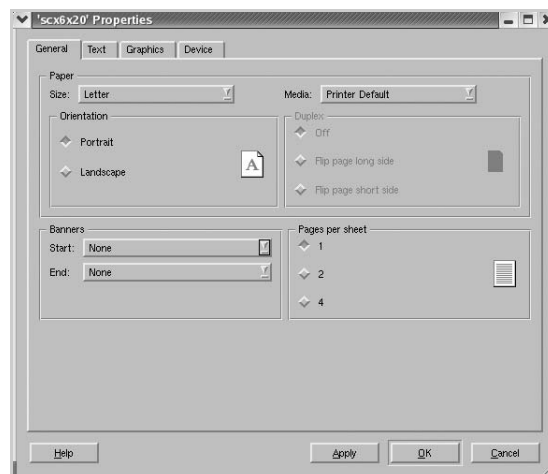 'scx6x20' Properties
General Text Graphics Device
Paper
Size: Letter Media: Printer Default
Orientation
Portrait
Landscape
A
Duplex
Off
Flip page long side
Flip page short side
Banners
Start: None
End: None
Pages per sheet
1
2
4
Help Apply OK Cancel